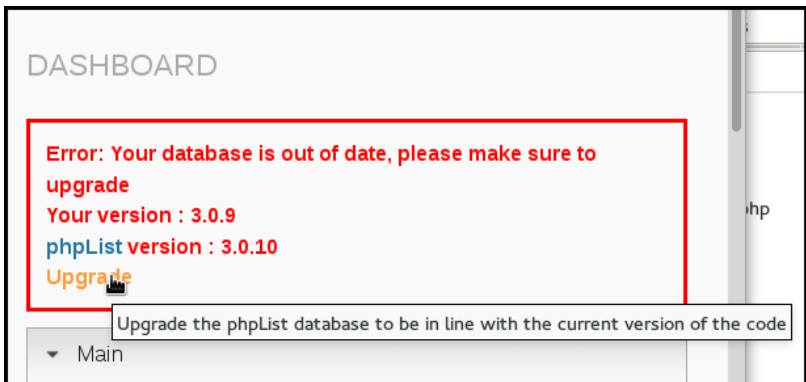 DASHBOARD
Error: Your database is out of date, please make sure to
upgrade
Your version : 3.0.9
phpList version : 3.0.10
Upgrade
Upgrade the phpList database to be in line with the current version of the code
Main